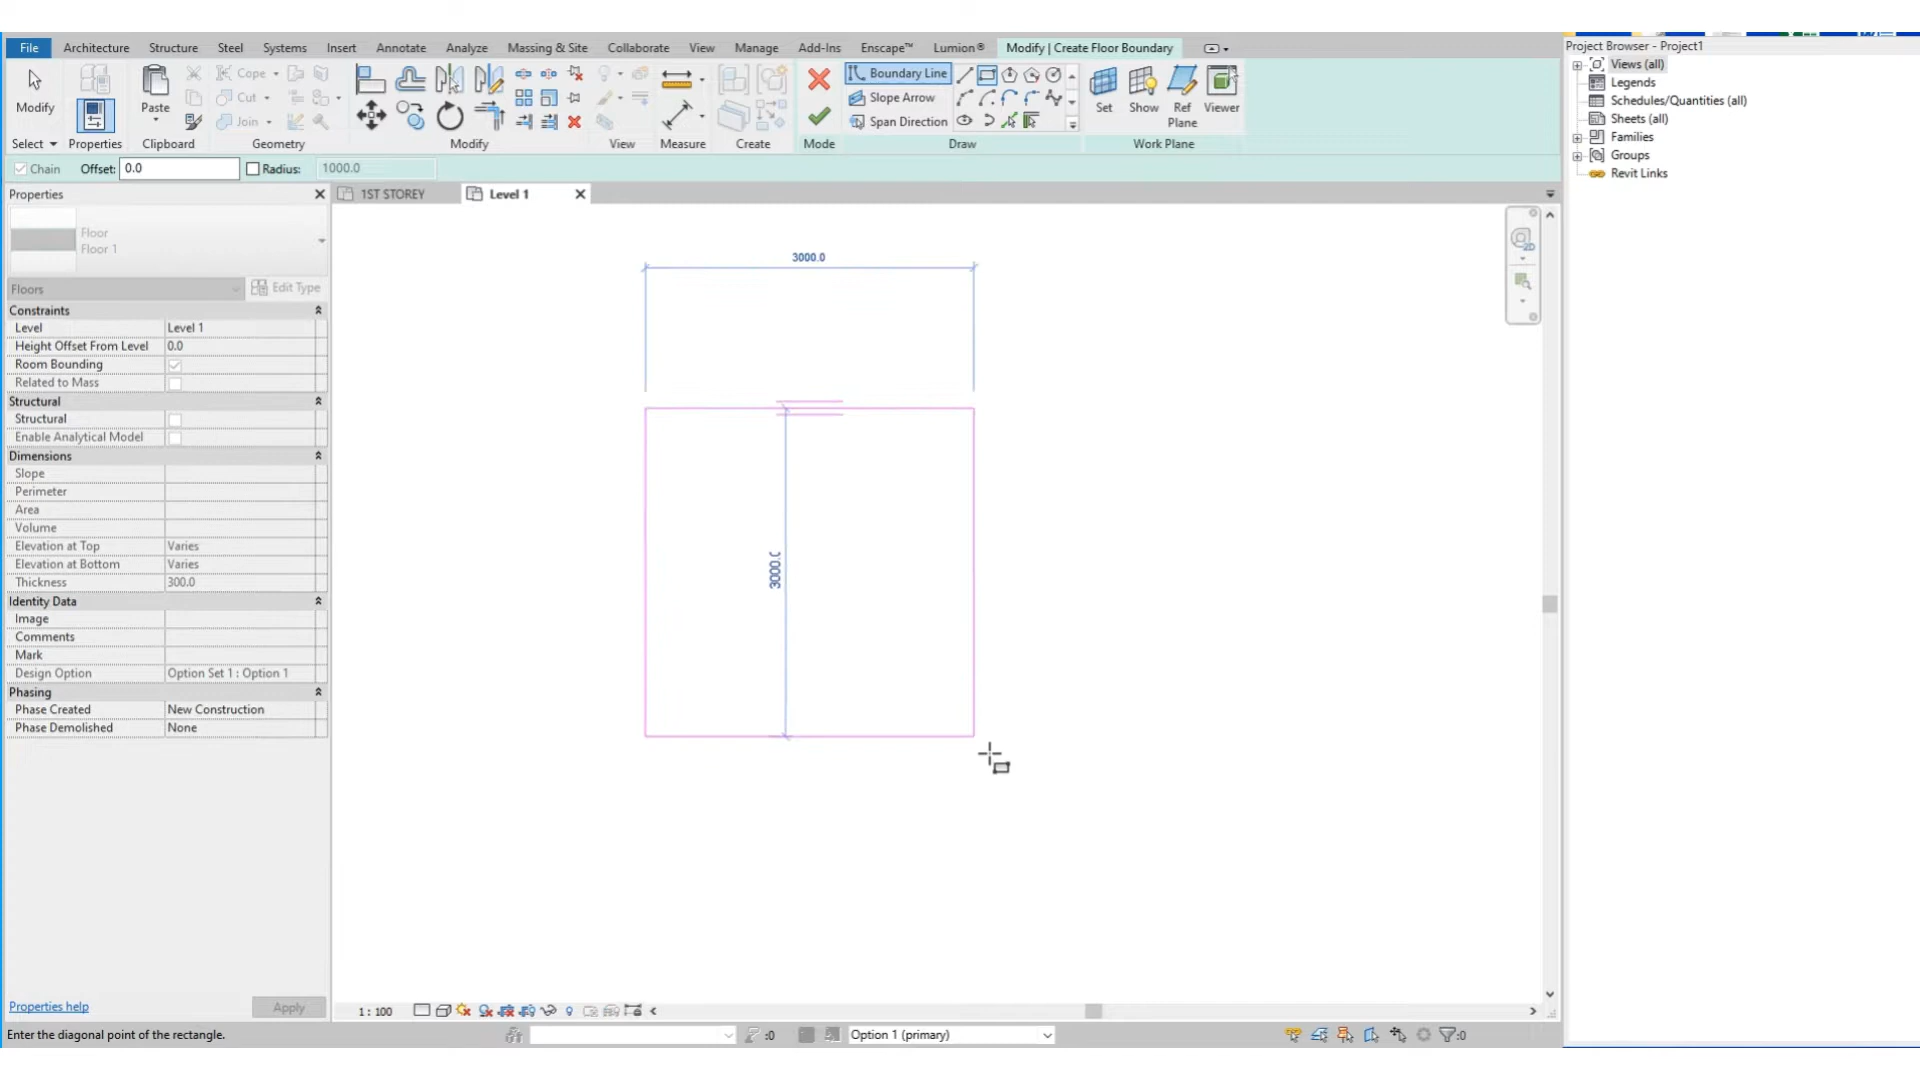 File Architecture Structure Steel Systems Insert Annotate Analyze Massing & Site Collaborate View Manage Add-Ins Enscape™ Lumion® Modify | Create Floor Boundary
Project Browser - Project1
Views (all)
Legends
Schedules/Quantities (all)
Sheets (all)
Families
Groups
Revit Links
Cope
Boundary Line
Modify
Paste
Cut
Slope Arrow
Set Show Ref Plane Viewer
Join
Span Direction
Select Properties Clipboard Geometry Modify View Measure Create Mode Draw Work Plane
Chain Offset: 0.0 Radius: 1000.0
Properties
1ST STOREY
Level 1
Floor
Floor 1
Floors
Edit Type
Constraints
Level Level 1
Height Offset From Level 0.0
Room Bounding
Related to Mass
Structural
Structural
Enable Analytical Model
Dimensions
Slope
Perimeter
Area
Volume
Elevation at Top Varies
Elevation at Bottom Varies
Thickness 300.0
Identity Data
Image
Comments
Mark
Design Option Option Set 1 : Option 1
Phasing
Phase Created New Construction
Phase Demolished None
3000.0
3000.0
2D
Properties help
Apply
1 : 100
Enter the diagonal point of the rectangle.
:0
Option 1 (primary)
:0